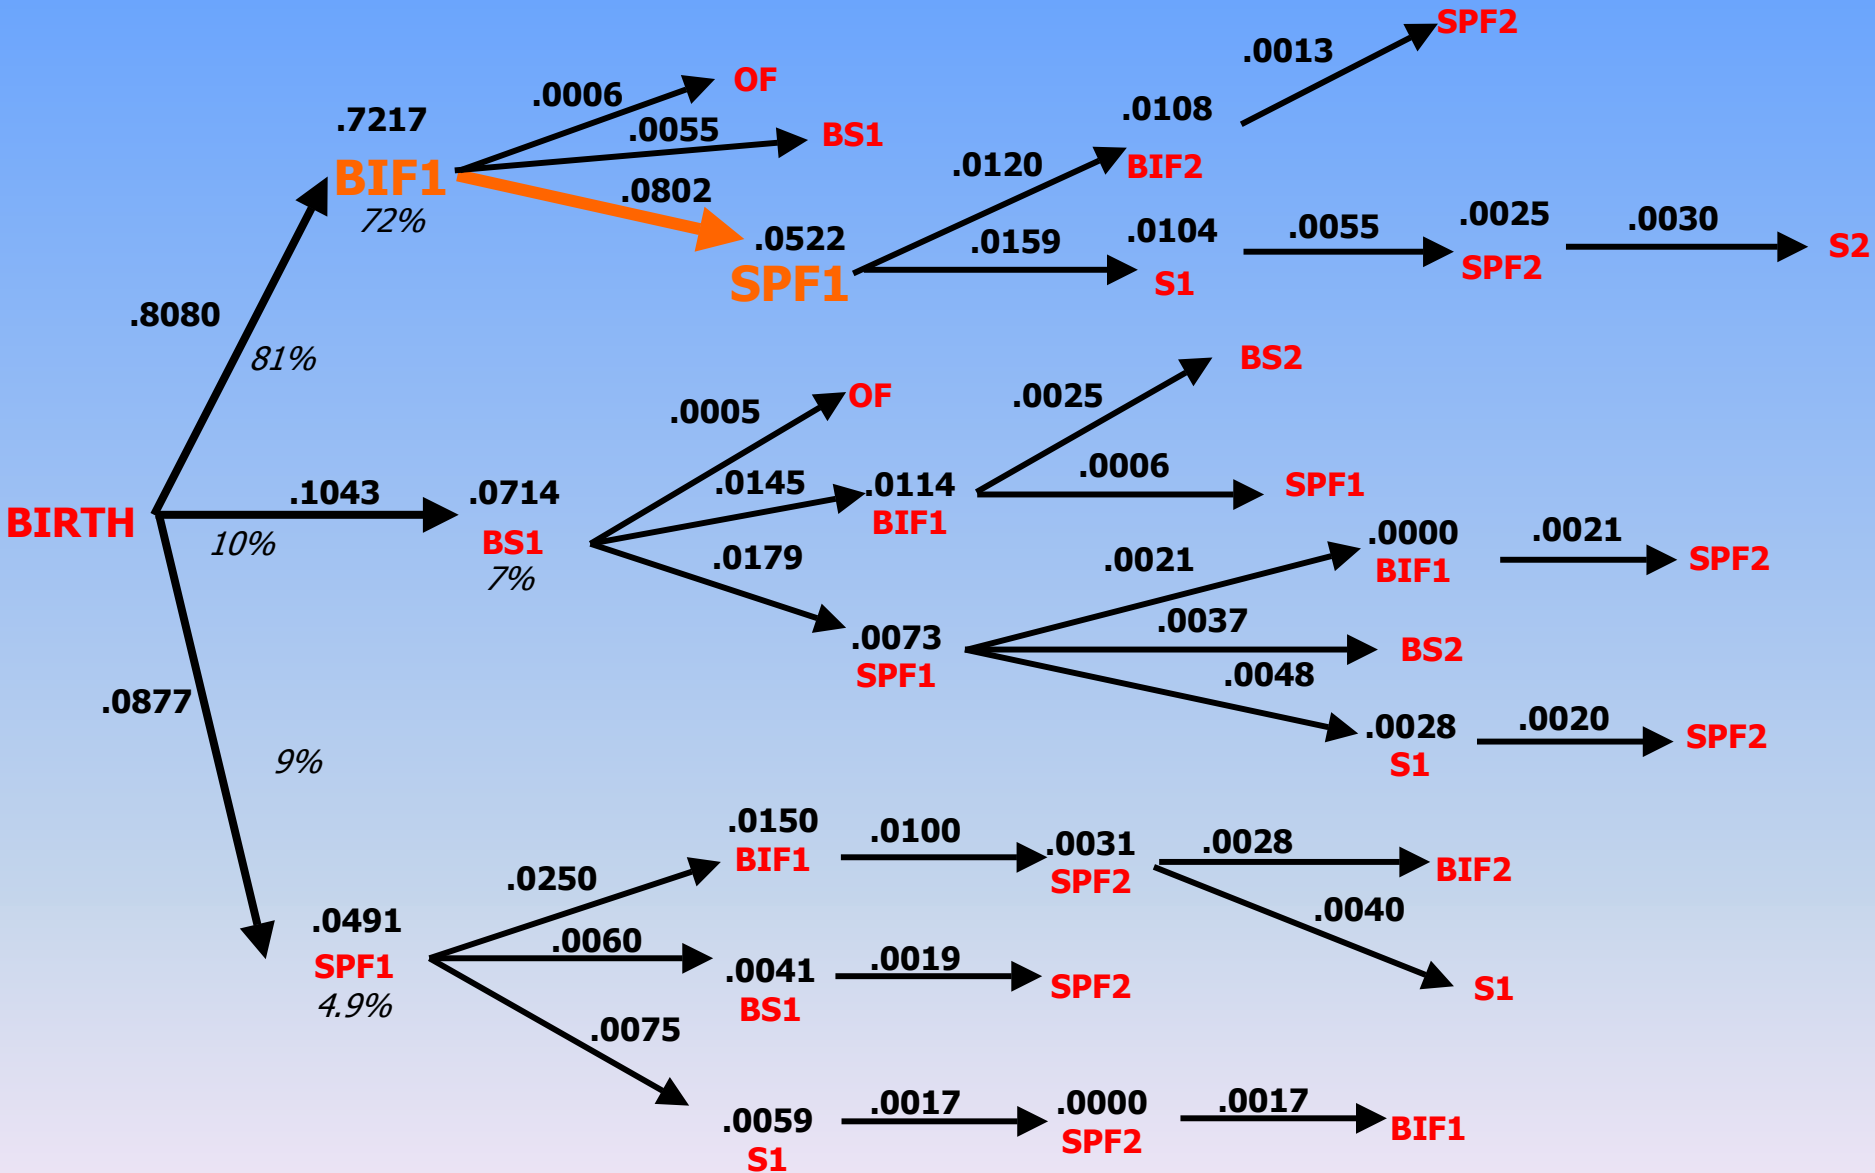 SPF2
.0013
OF
.0006
.7217
.0108
.0055
BS1
BIF1
.0120
BIF2
.0802
72%
.0522
.0159
.0104
.0055
.0025
.0030
SPF1
S1
SPF2
S2
.8080
81%
BS2
.0005
OF
.0025
.0006
.0145
.0114
SPF1
.1043
.0714
BIRTH
BIF1
10%
BS1
7%
.0179
.0021
.0000
.0021
BIF1
SPF2
.0037
.0073
BS2
SPF1
.0048
.0877
.0028
.0020
SPF2
S1
9%
.0150
.0100
.0031
.0028
BIF1
SPF2
BIF2
.0250
.0040
.0491
.0060
SPF1
.0041
.0019
SPF2
S1
4.9%
BS1
.0075
.0059
.0017
.0000
.0017
S1
SPF2
BIF1